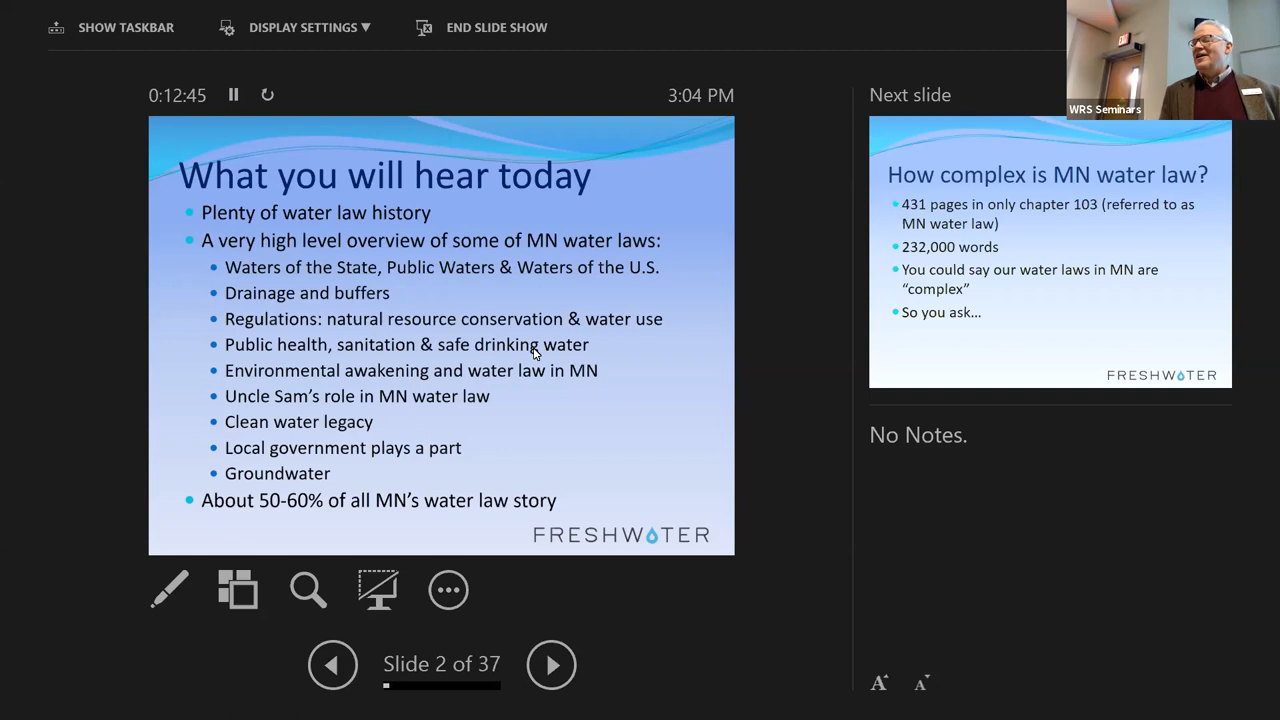 SHOW TASKBAR
DISPLAY SETTINGS ▼
END SLIDE SHOW
EXIT
WRS Seminars
0:12:45
3:04 PM
What you will hear today
• Plenty of water law history
• A very high level overview of some of MN water laws:
• Waters of the State, Public Waters & Waters of the U.S.
• Drainage and buffers
• Regulations: natural resource conservation & water use
• Public health, sanitation & safe drinking water
• Environmental awakening and water law in MN
• Uncle Sam's role in MN water law
• Clean water legacy
• Local government plays a part
• Groundwater
• About 50-60% of all MN's water law story
FRESHWATER
Slide 2 of 37
Next slide
How complex is MN water law?
• 431 pages in only chapter 103 (referred to as
MN water law)
• 232,000 words
• You could say our water laws in MN are
“complex”
• So you ask…
FRESHWATER
No Notes.
A A